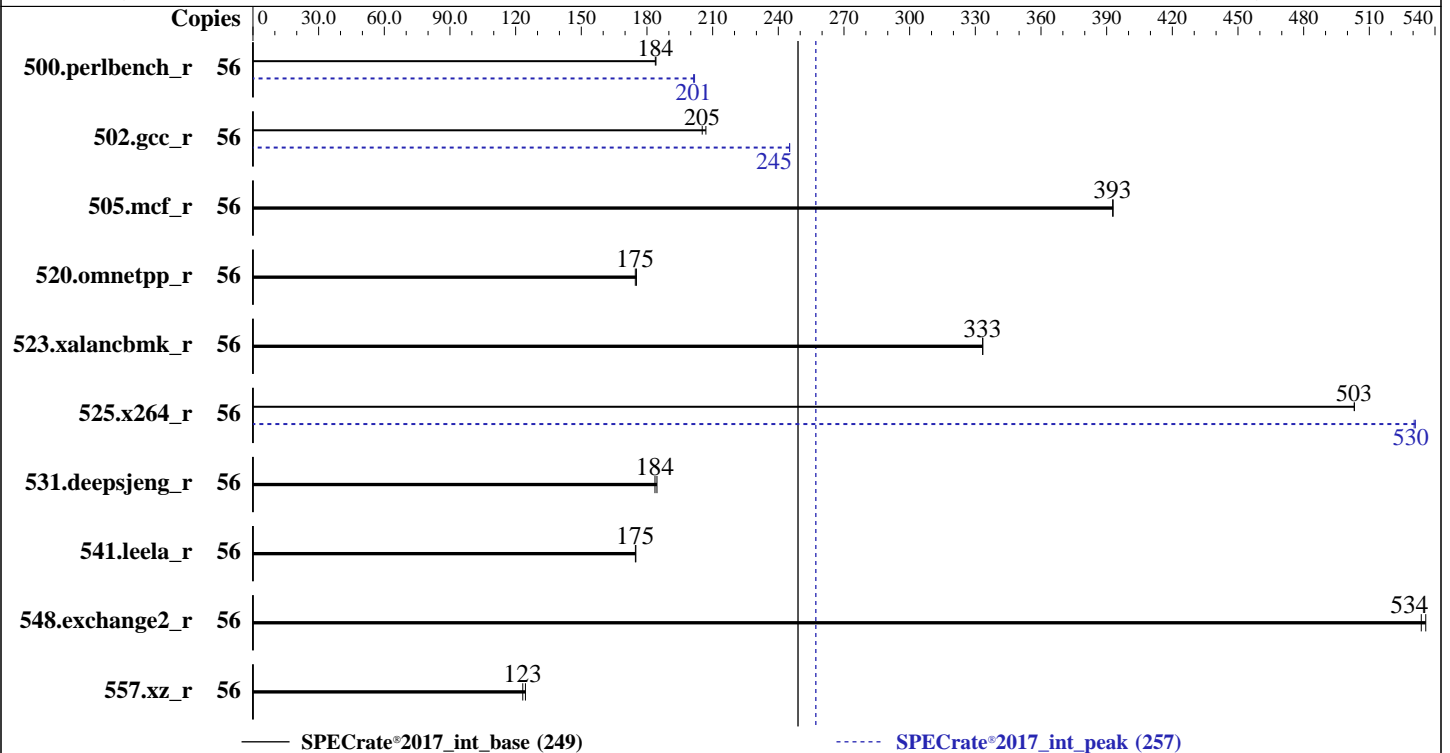 Copies 0 30.0 60.0 90.0 120 150 180 210 240 270 300 330 360 390 420 450 480 510 540
500.perlbench_r 56 184
201
502.gcc_r 56 205
245
505.mcf_r 56 393
520.omnetpp_r 56 175
523.xalancbmk_r 56 333
525.x264_r 56 503
530
531.deepsjeng_r 56 184
541.leela_r 56 175
548.exchange2_r 56 534
557.xz_r 56 123
SPECrate®2017_int_base (249) SPECrate®2017_int_peak (257)